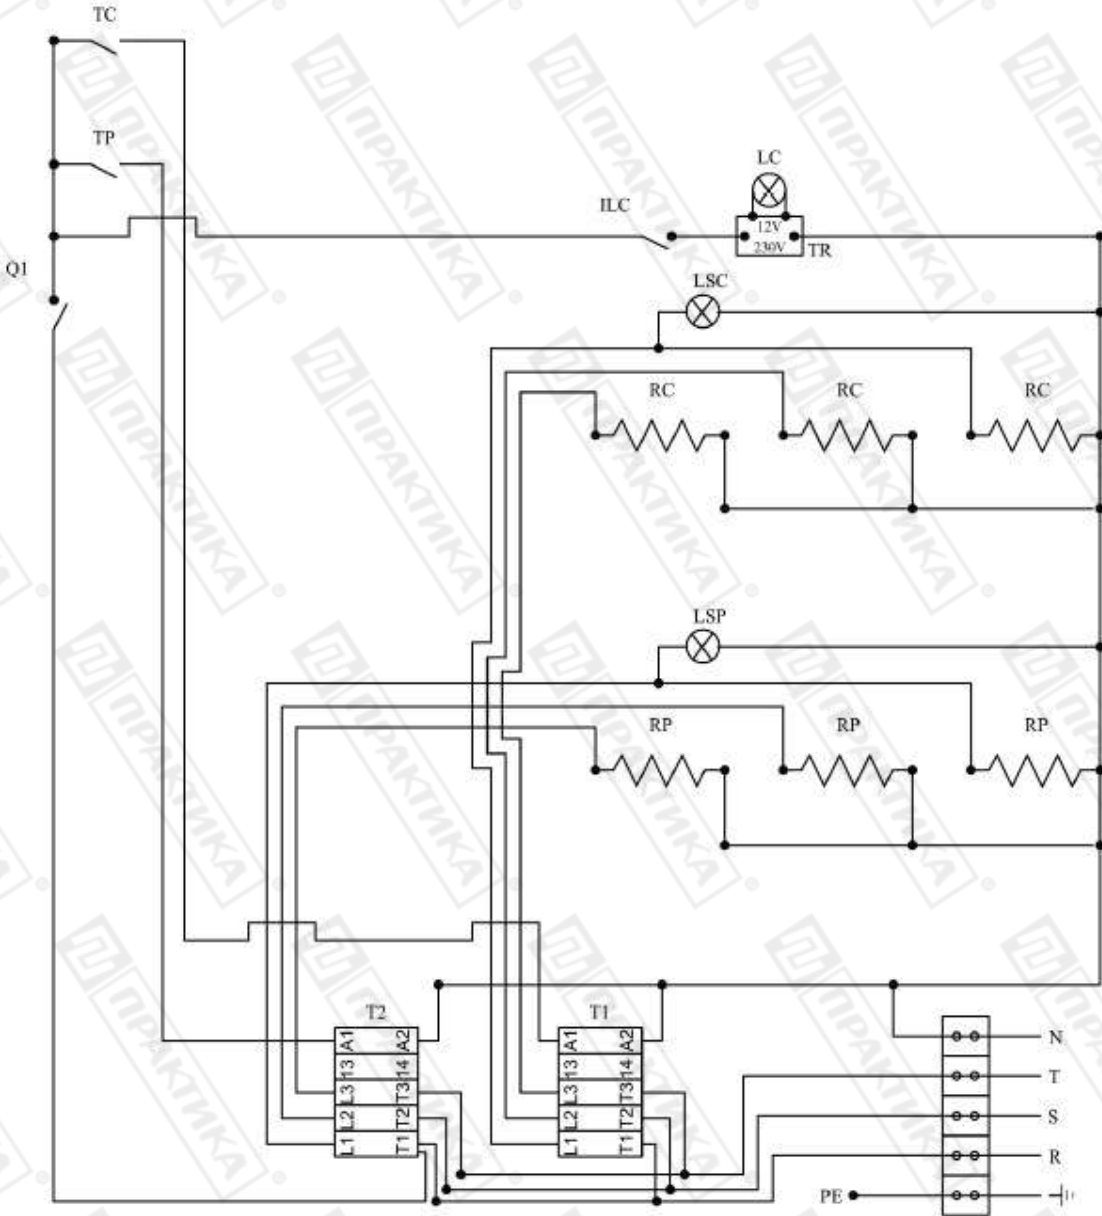 TC
TP
LC
ILC
12V
230V
TR
Q1
LSC
RC RC RC
LSP
RP RP RP
T2 T1
A1 A2 A1 A2
13 14 13 14
L3 T3 L3 T3
L2 T2 L2 T2
L1 T1 L1 T1
N
T
S
R
PE
ПРАКТИКА